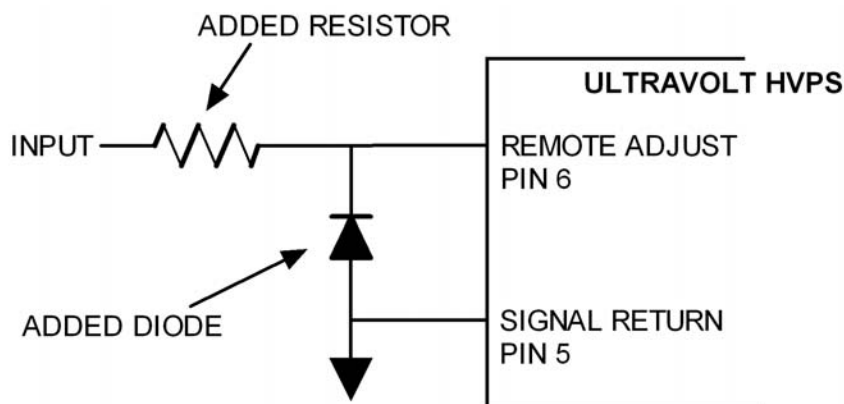 ADDED RESISTOR
ULTRAVOLT HVPS
INPUT
REMOTE ADJUST
PIN 6
ADDED DIODE
SIGNAL RETURN
PIN 5